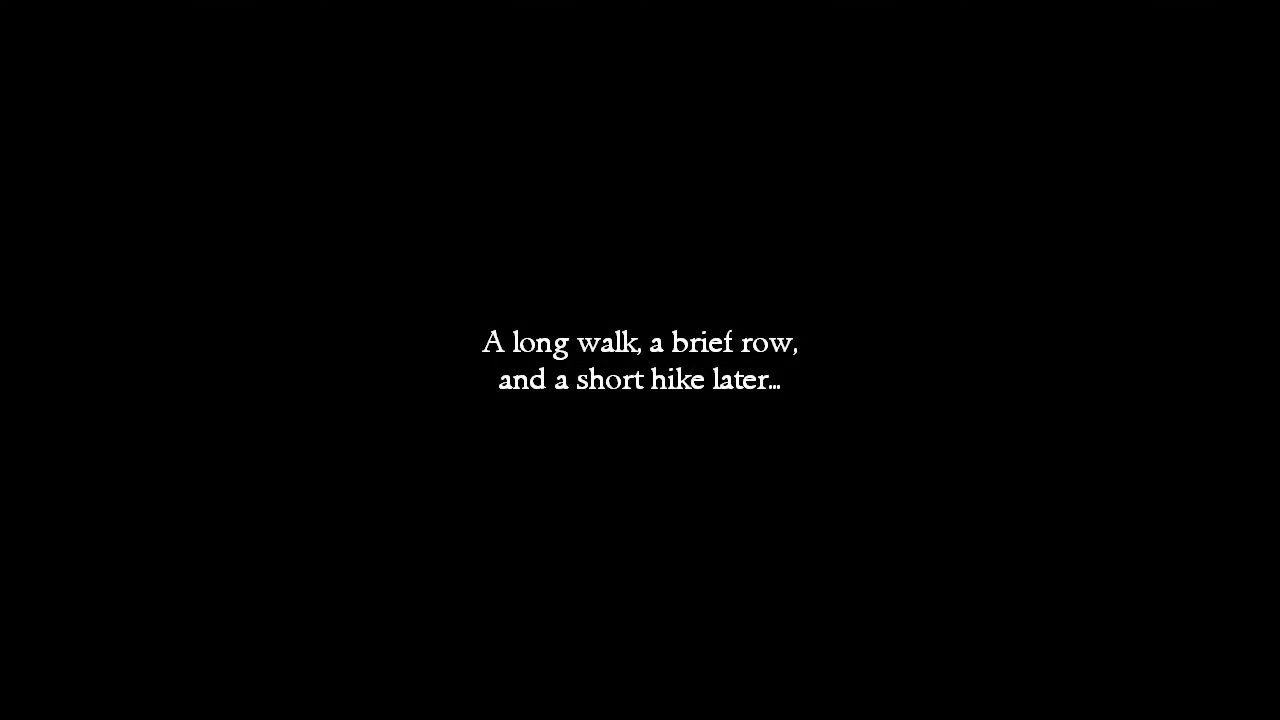 A long walk, a brief row,
and a short hike later...